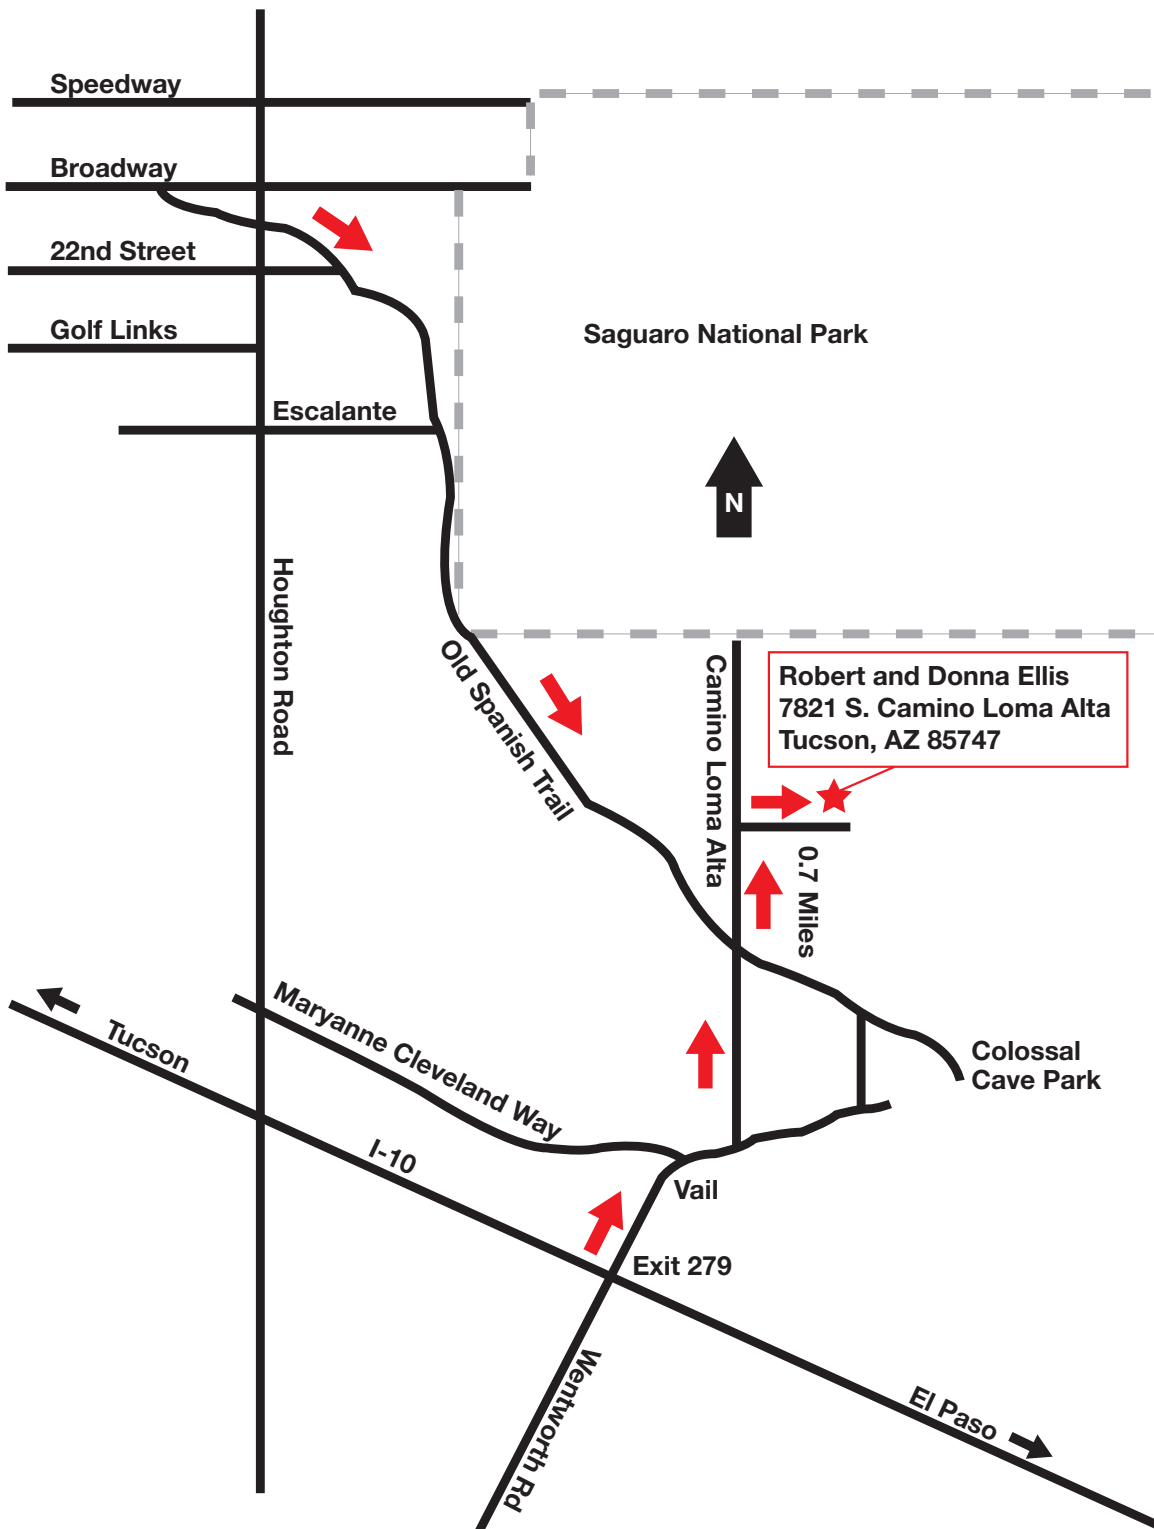 Speedway
Broadway
22nd Street
Golf Links
Escalante
Saguaro National Park
N
Houghton Road
Old Spanish Trail
Camino Loma Alta
Robert and Donna Ellis
7821 S. Camino Loma Alta
Tucson, AZ 85747
0.7 Miles
Maryanne Cleveland Way
Tucson
Colossal
Cave Park
I-10
Vail
Exit 279
Wentworth Rd
El Paso